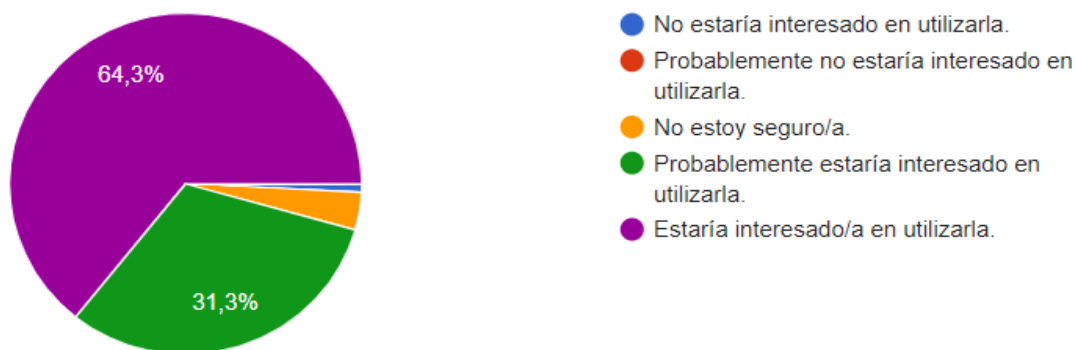 64,3%
31,3%
No estaría interesado en utilizarla.
Probablemente no estaría interesado en
utilizarla.
No estoy seguro/a.
Probablemente estaría interesado en
utilizarla.
Estaría interesado/a en utilizarla.